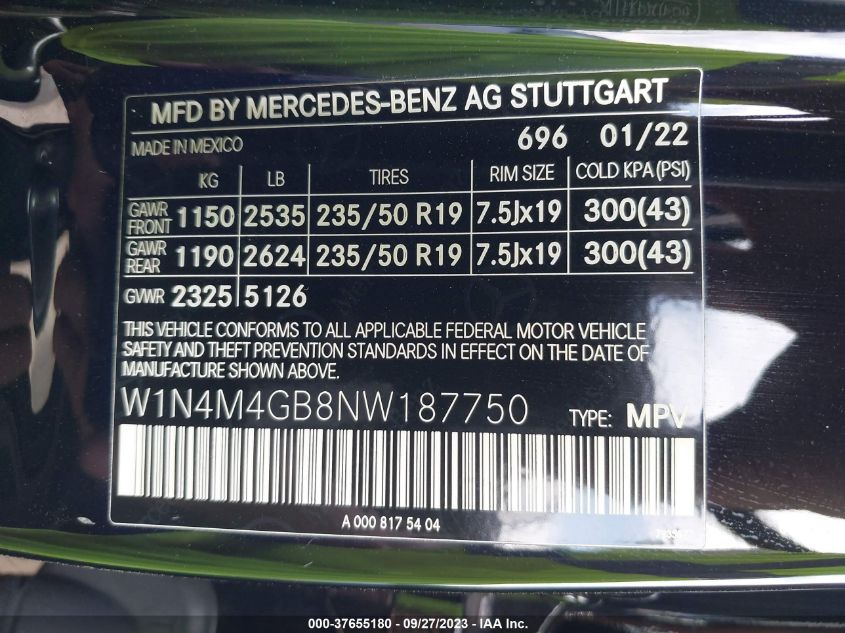 MFD BY MERCEDES-BENZ AG STUTTGART
MADE IN MEXICO 696 01/22
KG LB TIRES RIM SIZE COLD KPA (PSI)
GAWR FRONT 1150 2535 235/50 R19 7.5Jx19 300(43)
GAWR REAR 1190 2624 235/50 R19 7.5Jx19 300(43)
GVWR 2325 5126
THIS VEHICLE CONFORMS TO ALL APPLICABLE FEDERAL MOTOR VEHICLE
SAFETY AND THEFT PREVENTION STANDARDS IN EFFECT ON THE DATE OF
MANUFACTURE.
W1N4M4GB8NW187750 TYPE: MPV
A 000 817 54 04
000-37655180 - 09/27/2023 - IAA Inc.